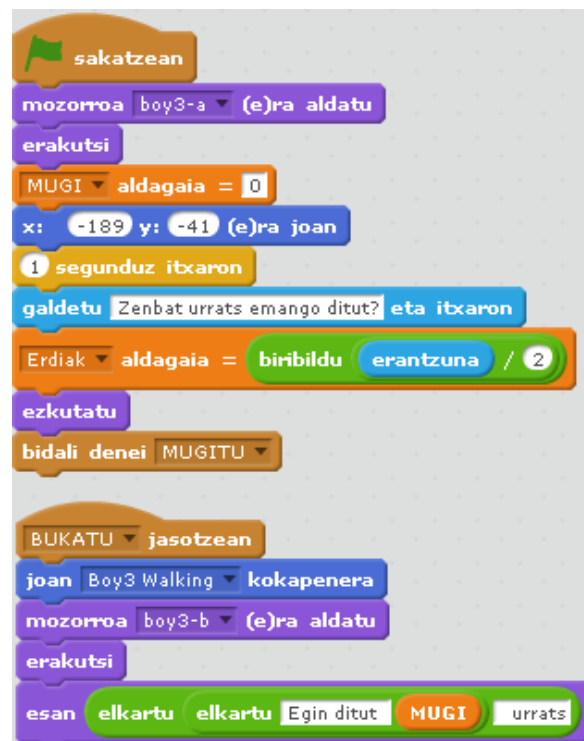 sakatzean
mozorroa boy3-a (e)ra aldatu
erakutsi
MUGI aldagaia = 0
x: -189 y: -41 (e)ra joan
1 segunduz itxaron
galdetu Zenbat urrats emango ditut? eta itxaron
Erdiak aldagaia = biribildu erantzuna / 2
ezkutatu
bidali denei MUGITU
BUKATU jasotzean
joan Boy3 Walking kokapenera
mozorroa boy3-b (e)ra aldatu
erakutsi
esan elkartu elkartu Egin ditut MUGI urrats